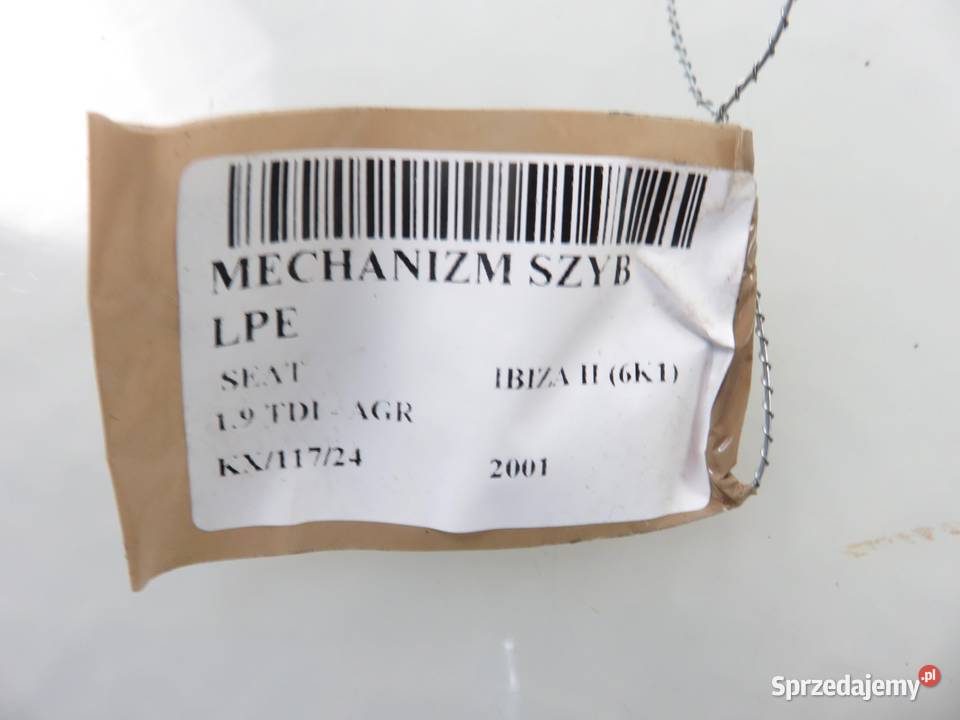 MECHANIZM SZYB
LPE
SEAT IBIZA II (6K1)
1.9 TDI - AGR
KX/117/24 2001
Sprzedajemy.pl